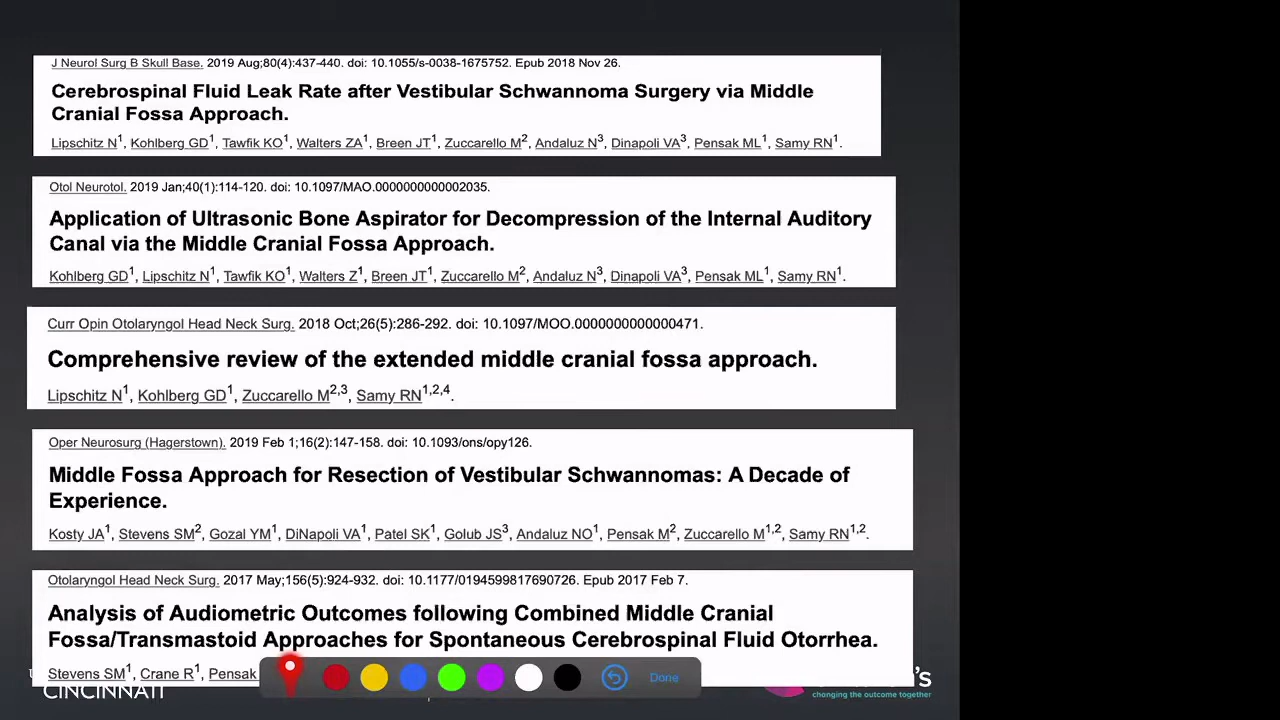 J Neurol Surg B Skull Base. 2019 Aug;80(4):437-440. doi: 10.1055/s-0038-1675752. Epub 2018 Nov 26.
Cerebrospinal Fluid Leak Rate after Vestibular Schwannoma Surgery via Middle
Cranial Fossa Approach.
Lipschitz N1, Kohlberg GD1, Tawfik KO1, Walters ZA1, Breen JT1, Zuccarello M2, Andaluz N3, Dinapoli VA3, Pensak ML1, Samy RN1.
Otol Neurotol. 2019 Jan;40(1):114-120. doi: 10.1097/MAO.0000000000002035.
Application of Ultrasonic Bone Aspirator for Decompression of the Internal Auditory
Canal via the Middle Cranial Fossa Approach.
Kohlberg GD1, Lipschitz N1, Tawfik KO1, Walters Z1, Breen JT1, Zuccarello M2, Andaluz N3, Dinapoli VA3, Pensak ML1, Samy RN1.
Curr Opin Otolaryngol Head Neck Surg. 2018 Oct;26(5):286-292. doi: 10.1097/MOO.0000000000000471.
Comprehensive review of the extended middle cranial fossa approach.
Lipschitz N1, Kohlberg GD1, Zuccarello M2,3, Samy RN1,2,4.
Oper Neurosurg (Hagerstown). 2019 Feb 1;16(2):147-158. doi: 10.1093/ons/opy126.
Middle Fossa Approach for Resection of Vestibular Schwannomas: A Decade of
Experience.
Kosty JA1, Stevens SM2, Gozal YM1, DiNapoli VA1, Patel SK1, Golub JS3, Andaluz NO1, Pensak M2, Zuccarello M1,2, Samy RN1,2.
Otolaryngol Head Neck Surg. 2017 May;156(5):924-932. doi: 10.1177/0194599817690726. Epub 2017 Feb 7.
Analysis of Audiometric Outcomes following Combined Middle Cranial
Fossa/Transmastoid Approaches for Spontaneous Cerebrospinal Fluid Otorrhea.
Stevens SM1, Crane R1, Pensak
Done
CINCINNATI
changing the outcome together